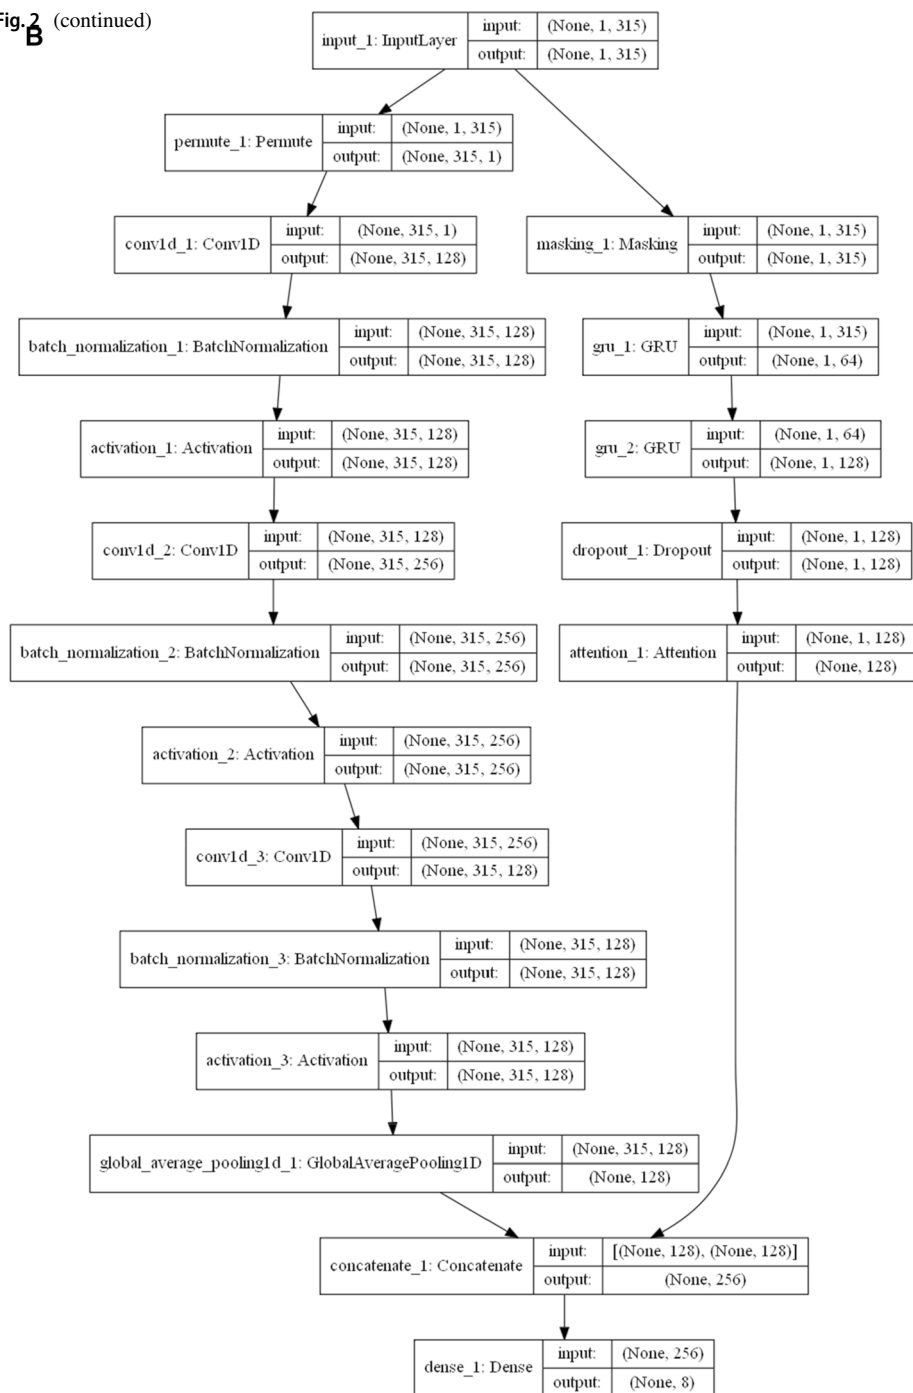 Fig. 2 (continued)
B
input_1: InputLayer
input: (None, 1, 315)
output: (None, 1, 315)
permute_1: Permute
input: (None, 1, 315)
output: (None, 315, 1)
conv1d_1: Conv1D
input: (None, 315, 1)
output: (None, 315, 128)
masking_1: Masking
input: (None, 1, 315)
output: (None, 1, 315)
batch_normalization_1: BatchNormalization
input: (None, 315, 128)
output: (None, 315, 128)
gru_1: GRU
input: (None, 1, 315)
output: (None, 1, 64)
activation_1: Activation
input: (None, 315, 128)
output: (None, 315, 128)
gru_2: GRU
input: (None, 1, 64)
output: (None, 1, 128)
conv1d_2: Conv1D
input: (None, 315, 128)
output: (None, 315, 256)
dropout_1: Dropout
input: (None, 1, 128)
output: (None, 1, 128)
batch_normalization_2: BatchNormalization
input: (None, 315, 256)
output: (None, 315, 256)
attention_1: Attention
input: (None, 1, 128)
output: (None, 128)
activation_2: Activation
input: (None, 315, 256)
output: (None, 315, 256)
conv1d_3: Conv1D
input: (None, 315, 256)
output: (None, 315, 128)
batch_normalization_3: BatchNormalization
input: (None, 315, 128)
output: (None, 315, 128)
activation_3: Activation
input: (None, 315, 128)
output: (None, 315, 128)
global_average_pooling1d_1: GlobalAveragePooling1D
input: (None, 315, 128)
output: (None, 128)
concatenate_1: Concatenate
input: [(None, 128), (None, 128)]
output: (None, 256)
dense_1: Dense
input: (None, 256)
output: (None, 8)